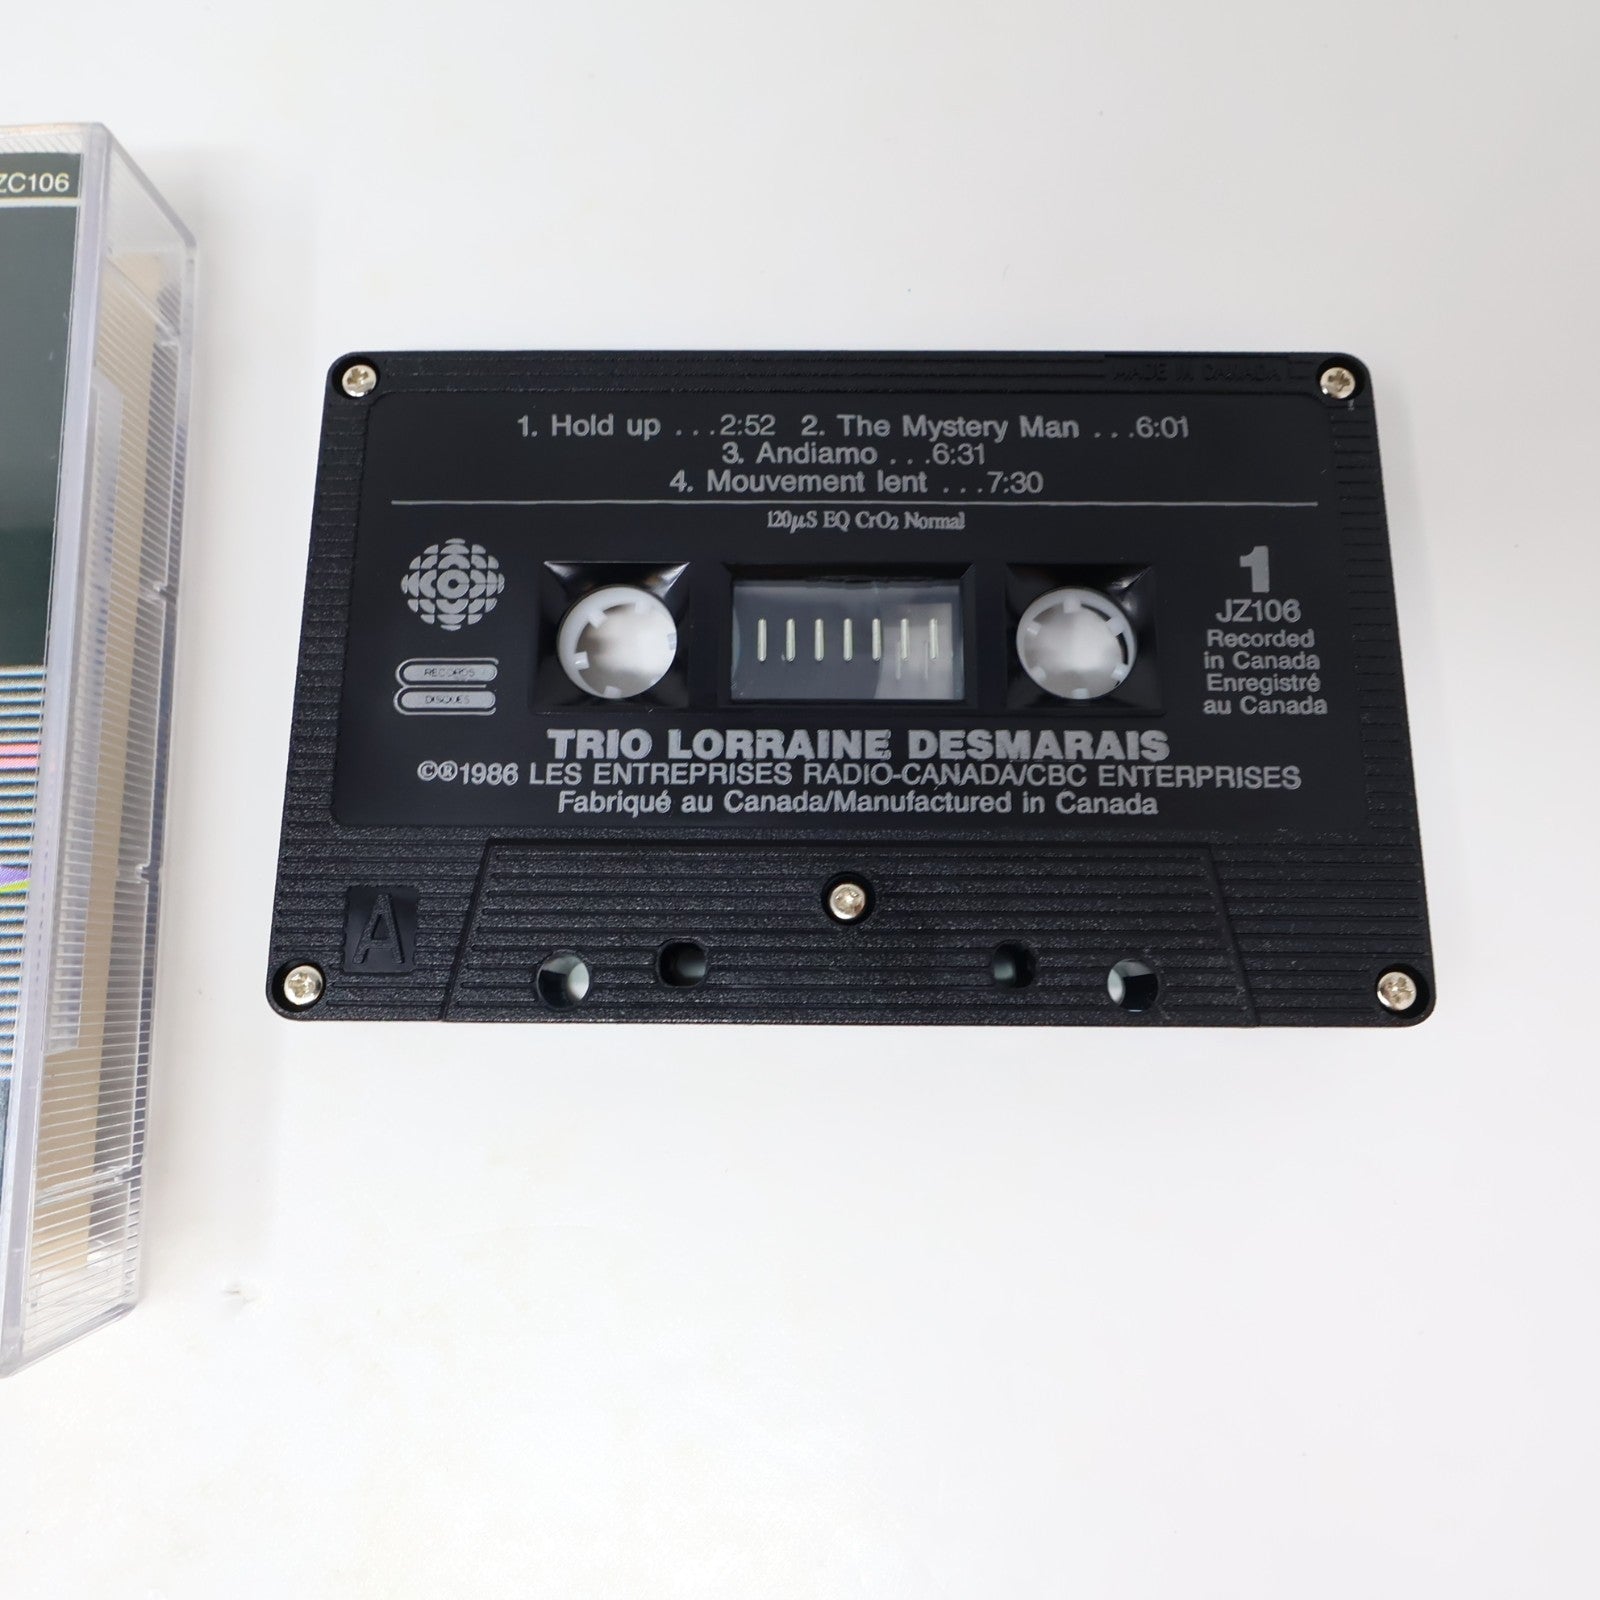 ZC106
MADE IN CANADA
1. Hold up ...2:52 2. The Mystery Man ...6:01
3. Andiamo ...6:31
4. Mouvement lent ...7:30
120µS EQ CrO₂ Normal
C
RECORDS
DISQUES
1
JZ106
Recorded
in Canada
Enregistré
au Canada
TRIO LORRAINE DESMARAIS
©®1986 LES ENTREPRISES RADIO-CANADA/CBC ENTERPRISES
Fabriqué au Canada/Manufactured in Canada
A